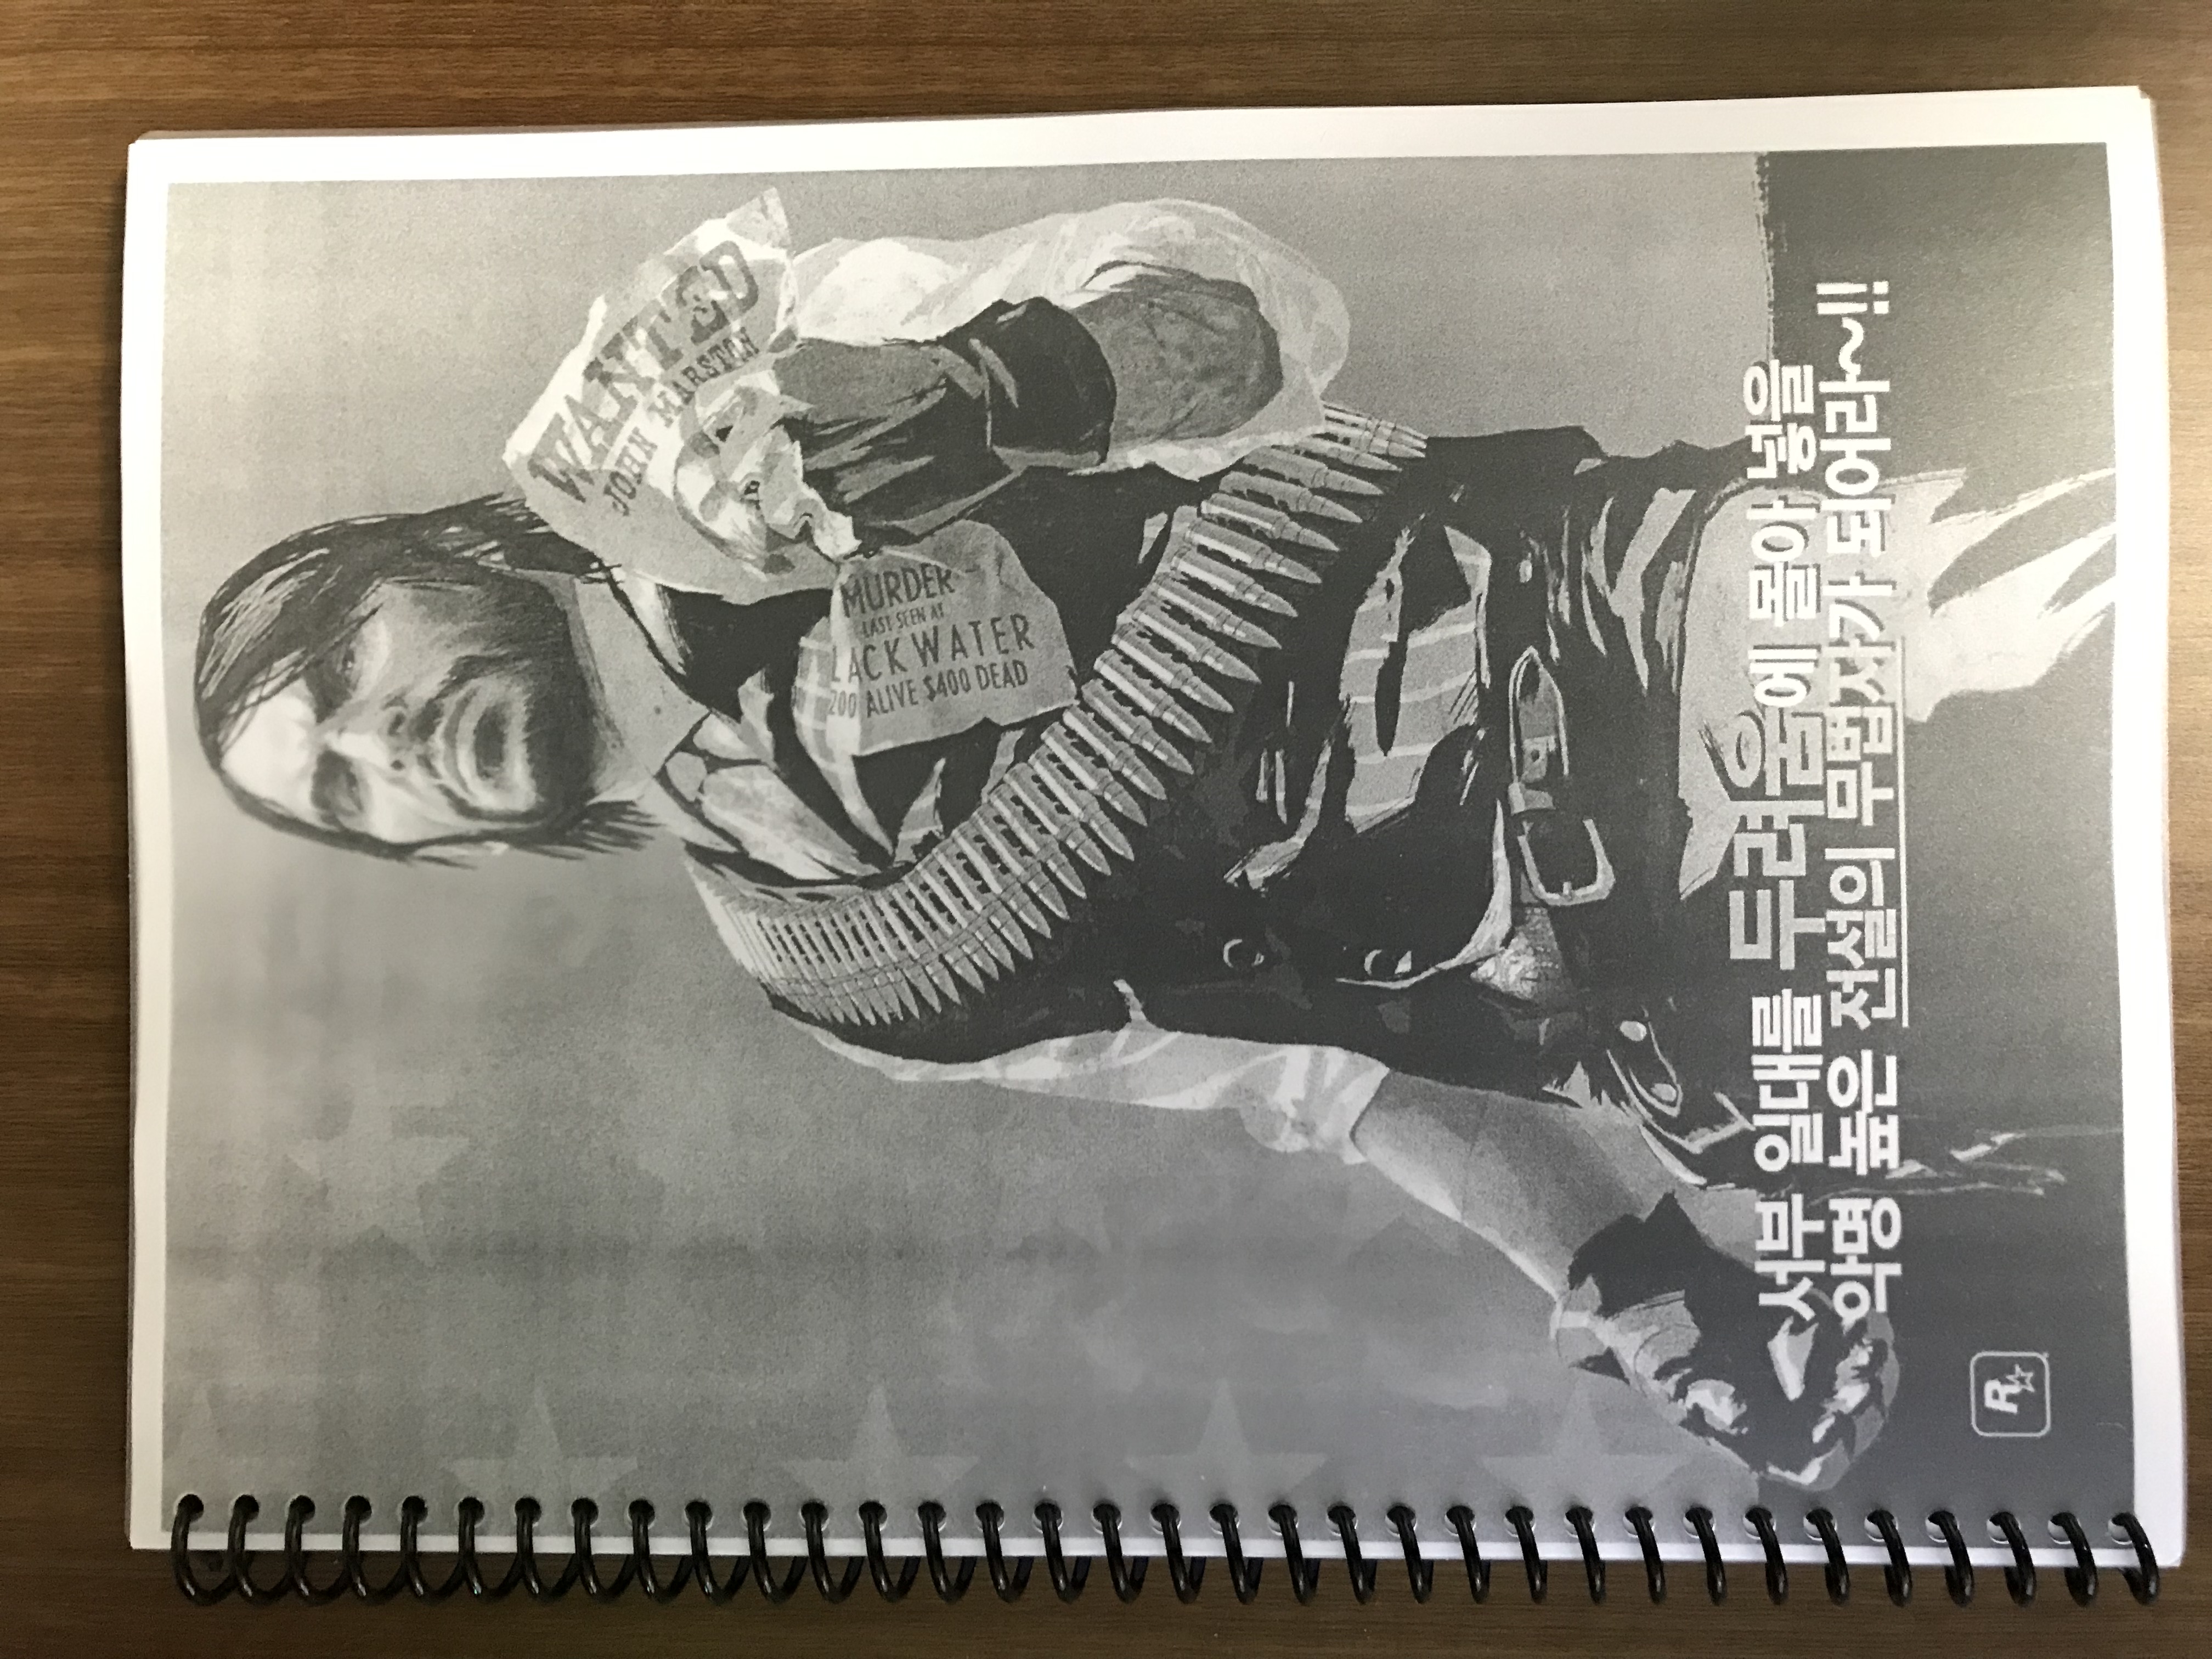 WANTED
JOHN MARSTON
MURDER
LAST SEEN AT
LACKWATER
200 ALIVE $400 DEAD
서부 일대를 두려움에 몰아 넣을
악명 높은 전설의 무법자가 되어라~!!
R